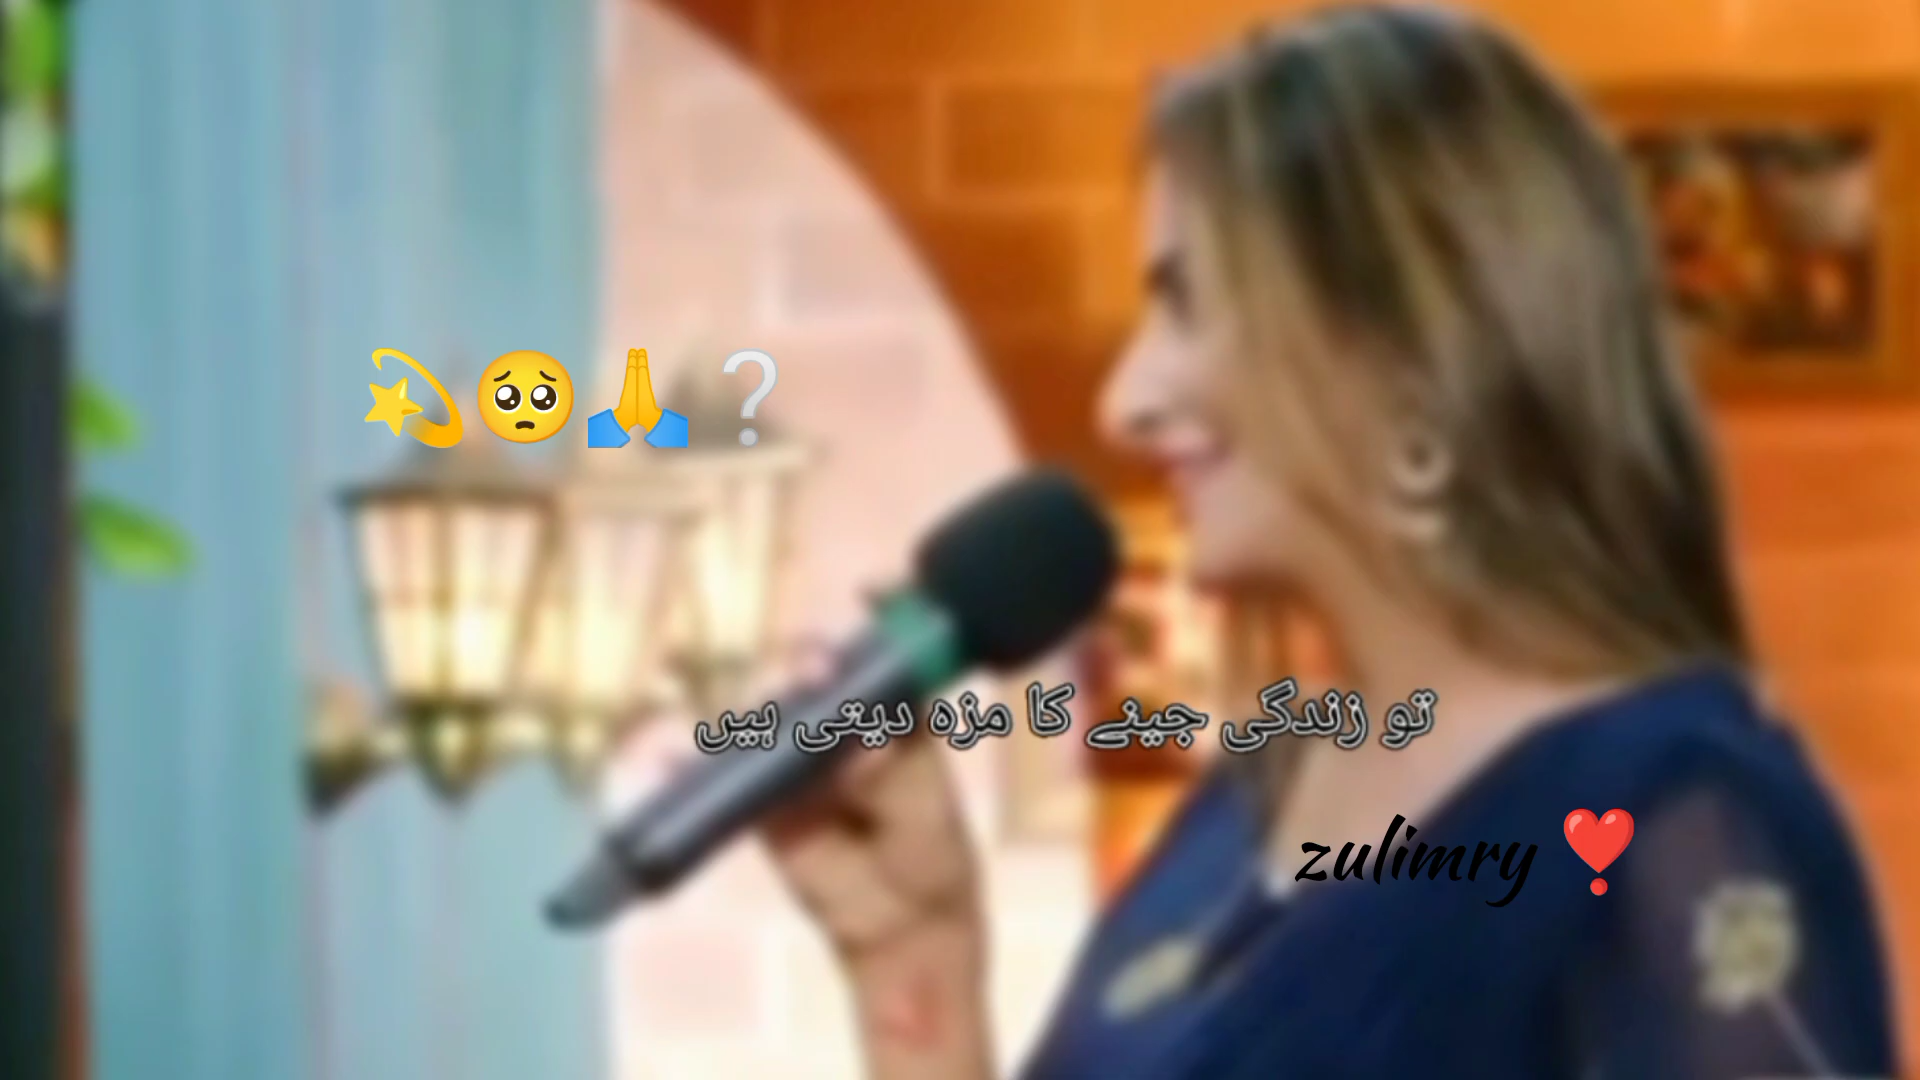 💫🥺🙏❔
تو زندگی جینے کا مزہ دیتی ہیں
zulimry ❣️